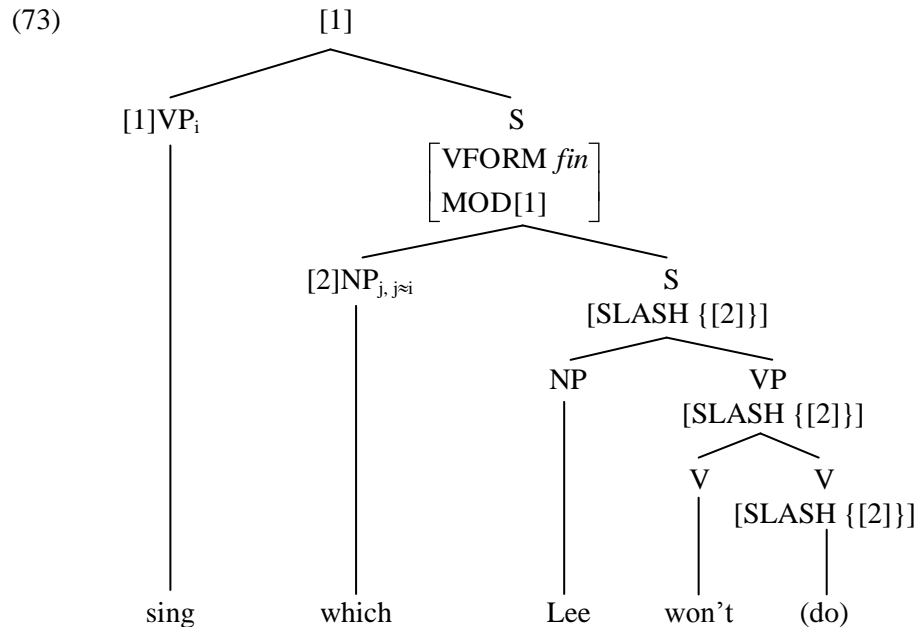 (73) [1]
[1]VPi S
VFORM fin
MOD[1]
[2]NPj, j≈i S
[SLASH {[2]}]
NP VP
[SLASH {[2]}]
V V
[SLASH {[2]}]
sing which Lee won't (do)